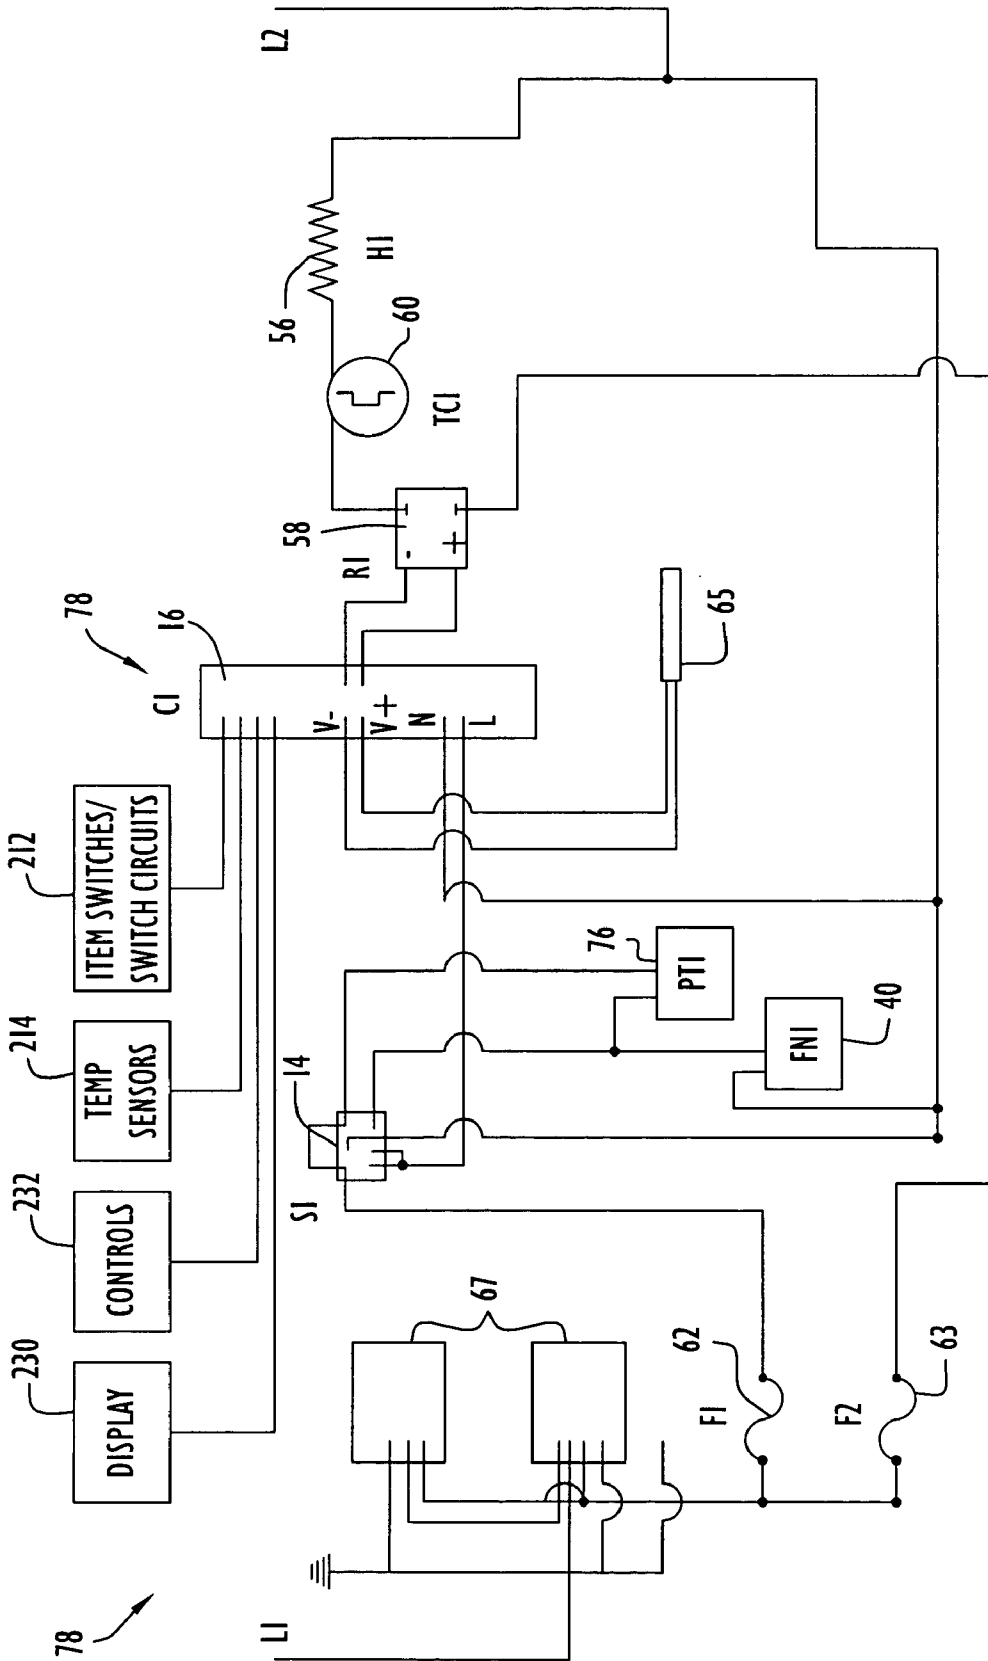 78
L1
L2
230
DISPLAY
232
CONTROLS
214
TEMP
SENSORS
212
ITEM SWITCHES/
SWITCH CIRCUITS
78
C1
16
V-
V+
N
L
R1
58
-
+
TC1
60
56
H1
65
S1
14
76
PT1
FN1
40
67
F1
62
F2
63